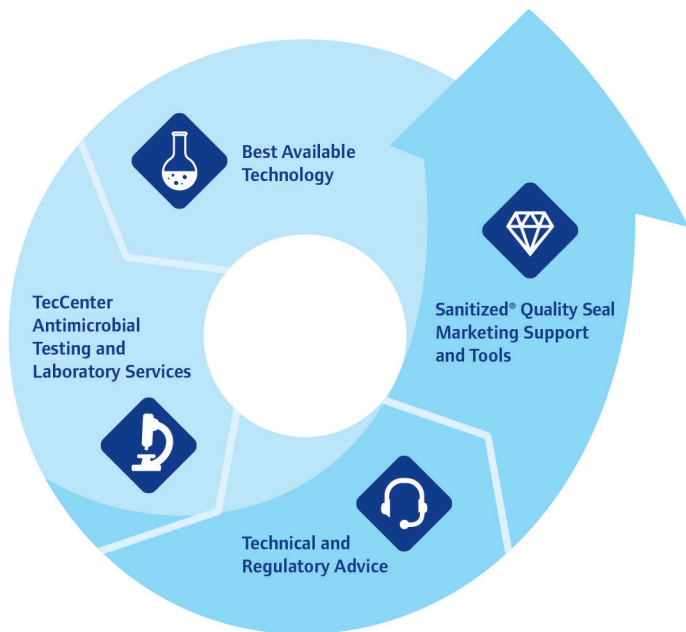 Best Available
Technology
TecCenter
Antimicrobial
Testing and
Laboratory Services
Technical and
Regulatory Advice
Sanitized® Quality Seal
Marketing Support
and Tools